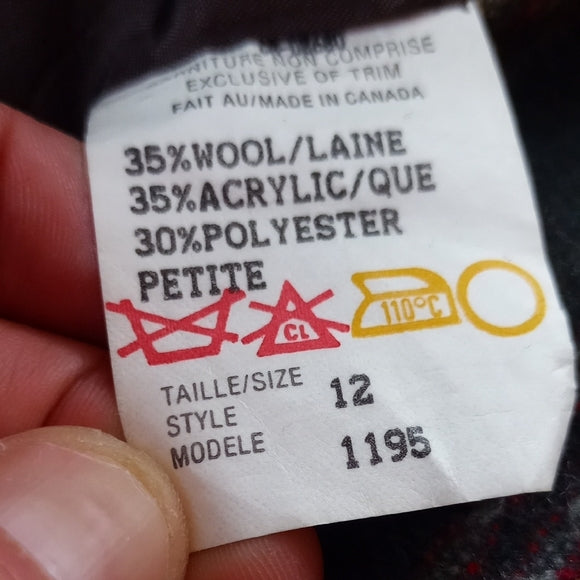 NON COMPRISE
EXCLUSIVE OF TRIM
FAIT AU/MADE IN CANADA
35%WOOL/LAINE
35%ACRYLIC/QUE
30%POLYESTER
PETITE
CL
110°C
TAILLE/SIZE 12
STYLE
MODELE 1195